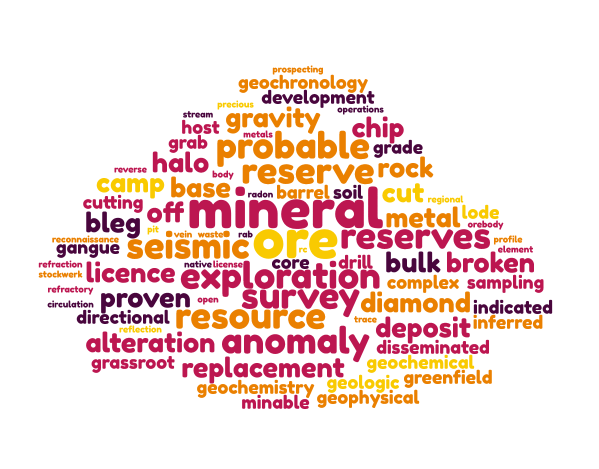 prospecting
geochronology
development
precious
operations
stream
gravity
host
metals
chip
grab
probable
grade
halo
reserve
rock
reverse
body
camp
base
radon
barrel
soil
cut
regional
cutting
off
mineral
metal
lode
bleg
orebody
pit
vein
waste
rab
ore
reserves
profile
reconnaissance
gangue
seismic
rc
element
refraction
native
license
core
drill
bulk
broken
stockwerk
licence
exploration
complex
sampling
refractory
proven
open
survey
diamond
indicated
circulation
directional
resource
trace
deposit
inferred
reflection
alteration
anomaly
disseminated
grassroot
replacement
geochemical
geochemistry
geologic
greenfield
minable
geophysical